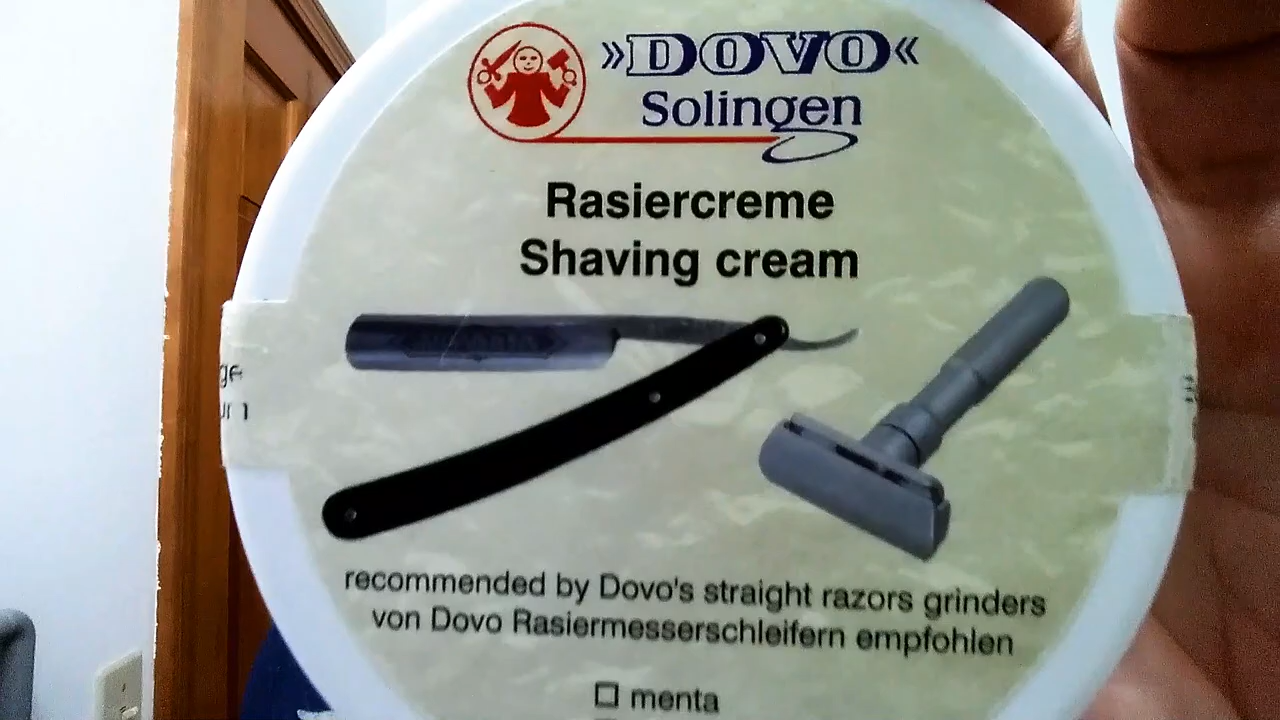 »DOVO«
Solingen
Rasiercreme
Shaving cream
recommended by Dovo's straight razors grinders
von Dovo Rasiermesserschleifern empfohlen
☐ menta